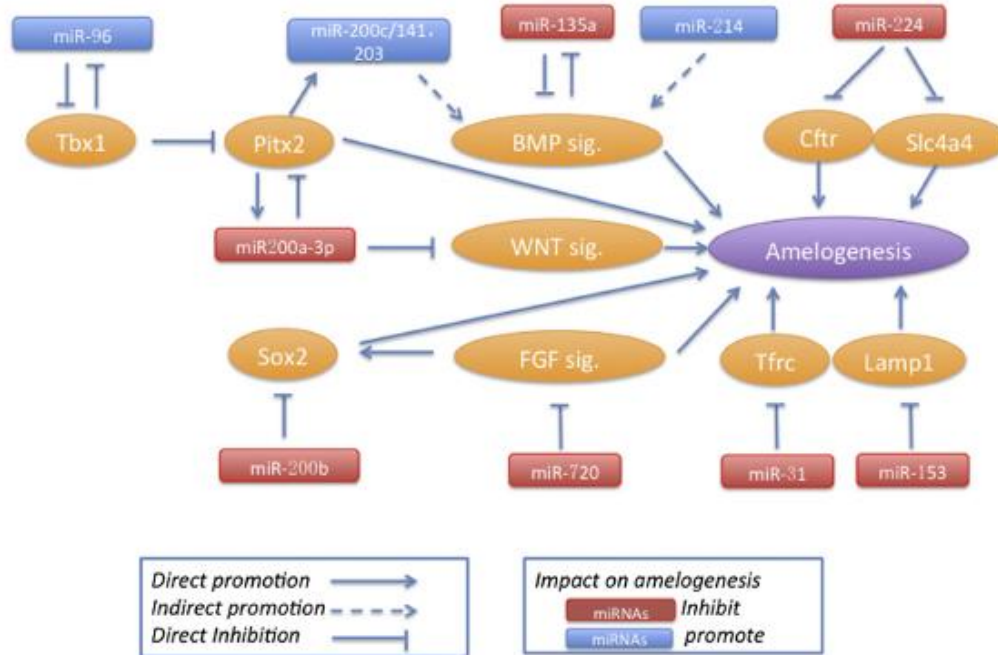 miR-96
miR-200c/141,
203
miR-135a
miR-214
miR-224
Tbx1
Pitx2
BMP sig.
Cftr
Slc4a4
miR200a-3p
WNT sig.
Amelogenesis
Sox2
FGF sig.
Tfrc
Lamp1
miR-200b
miR-720
miR-31
miR-153
Direct promotion
Indirect promotion
Direct Inhibition
Impact on amelogenesis
miRNAs Inhibit
miRNAs promote